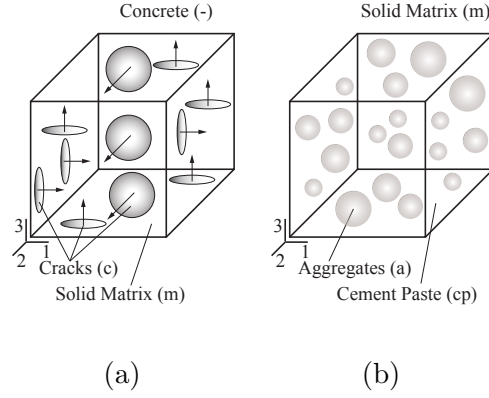 Concrete (-)
3
2
1
Cracks (c)
Solid Matrix (m)
(a)
Solid Matrix (m)
3
2
1
Aggregates (a)
Cement Paste (cp)
(b)